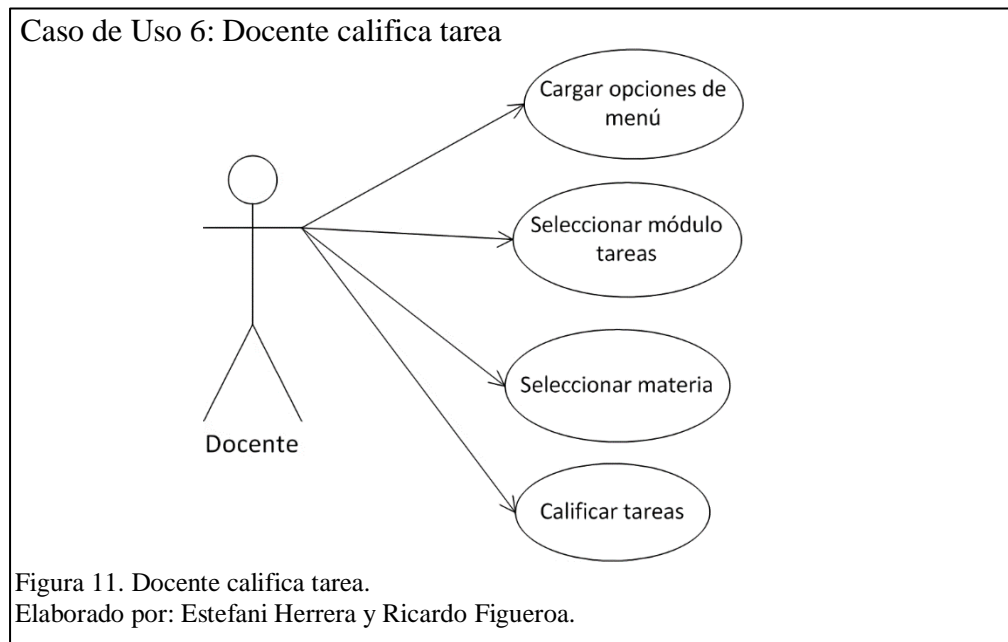 Caso de Uso 6: Docente califica tarea
Cargar opciones de
menú
Seleccionar módulo
tareas
Seleccionar materia
Calificar tareas
Docente
Figura 11. Docente califica tarea.
Elaborado por: Estefani Herrera y Ricardo Figueroa.